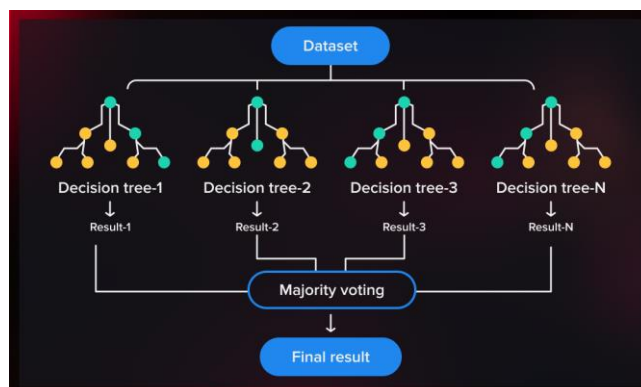 Dataset
Decision tree-1
Decision tree-2
Decision tree-3
Decision tree-N
Result-1
Result-2
Result-3
Result-N
Majority voting
Final result